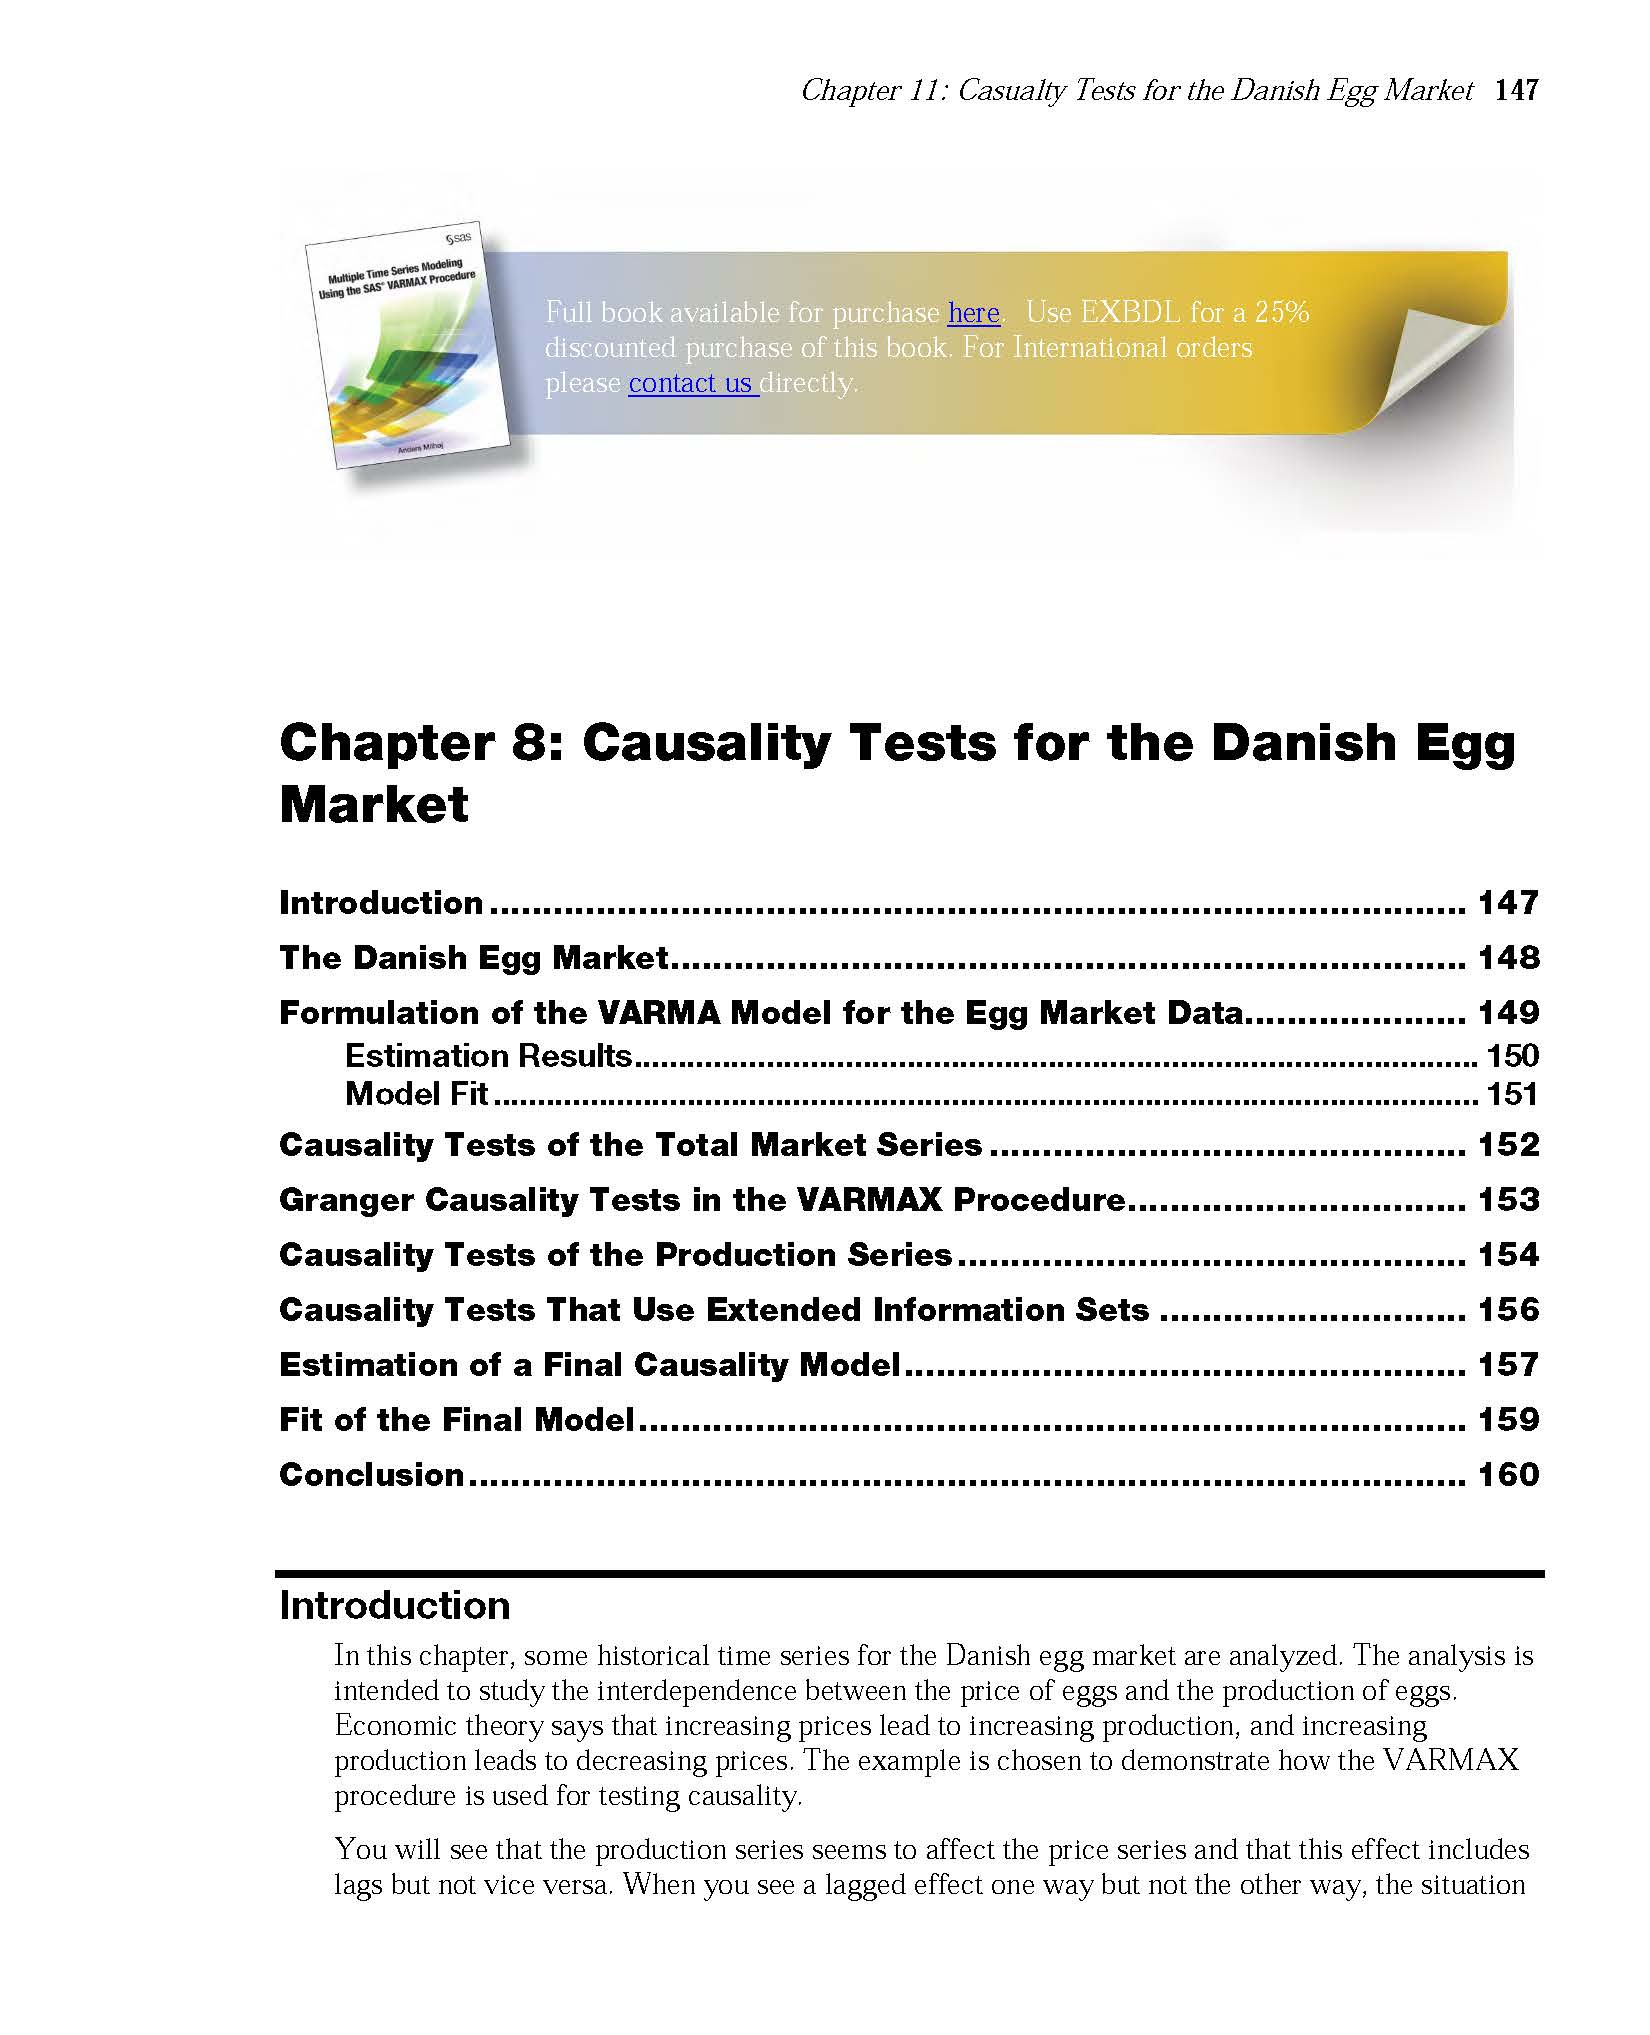 Chapter 11: Casualty Tests for the Danish Egg Market 147
sas
Multiple Time Series Modeling
Using the SAS® VARMAX Procedure
Anders Milhøj
Full book available for purchase here. Use EXBDL for a 25%
discounted purchase of this book. For International orders
please contact us directly.
Chapter 8: Causality Tests for the Danish Egg
Market
Introduction............................................................................................. 147
The Danish Egg Market............................................................................ 148
Formulation of the VARMA Model for the Egg Market Data..................... 149
Estimation Results.................................................................................................. 150
Model Fit................................................................................................................... 151
Causality Tests of the Total Market Series .............................................. 152
Granger Causality Tests in the VARMAX Procedure................................ 153
Causality Tests of the Production Series................................................. 154
Causality Tests That Use Extended Information Sets ............................. 156
Estimation of a Final Causality Model...................................................... 157
Fit of the Final Model............................................................................... 159
Conclusion............................................................................................... 160
Introduction
In this chapter, some historical time series for the Danish egg market are analyzed. The analysis is
intended to study the interdependence between the price of eggs and the production of eggs.
Economic theory says that increasing prices lead to increasing production, and increasing
production leads to decreasing prices. The example is chosen to demonstrate how the VARMAX
procedure is used for testing causality.
You will see that the production series seems to affect the price series and that this effect includes
lags but not vice versa. When you see a lagged effect one way but not the other way, the situation